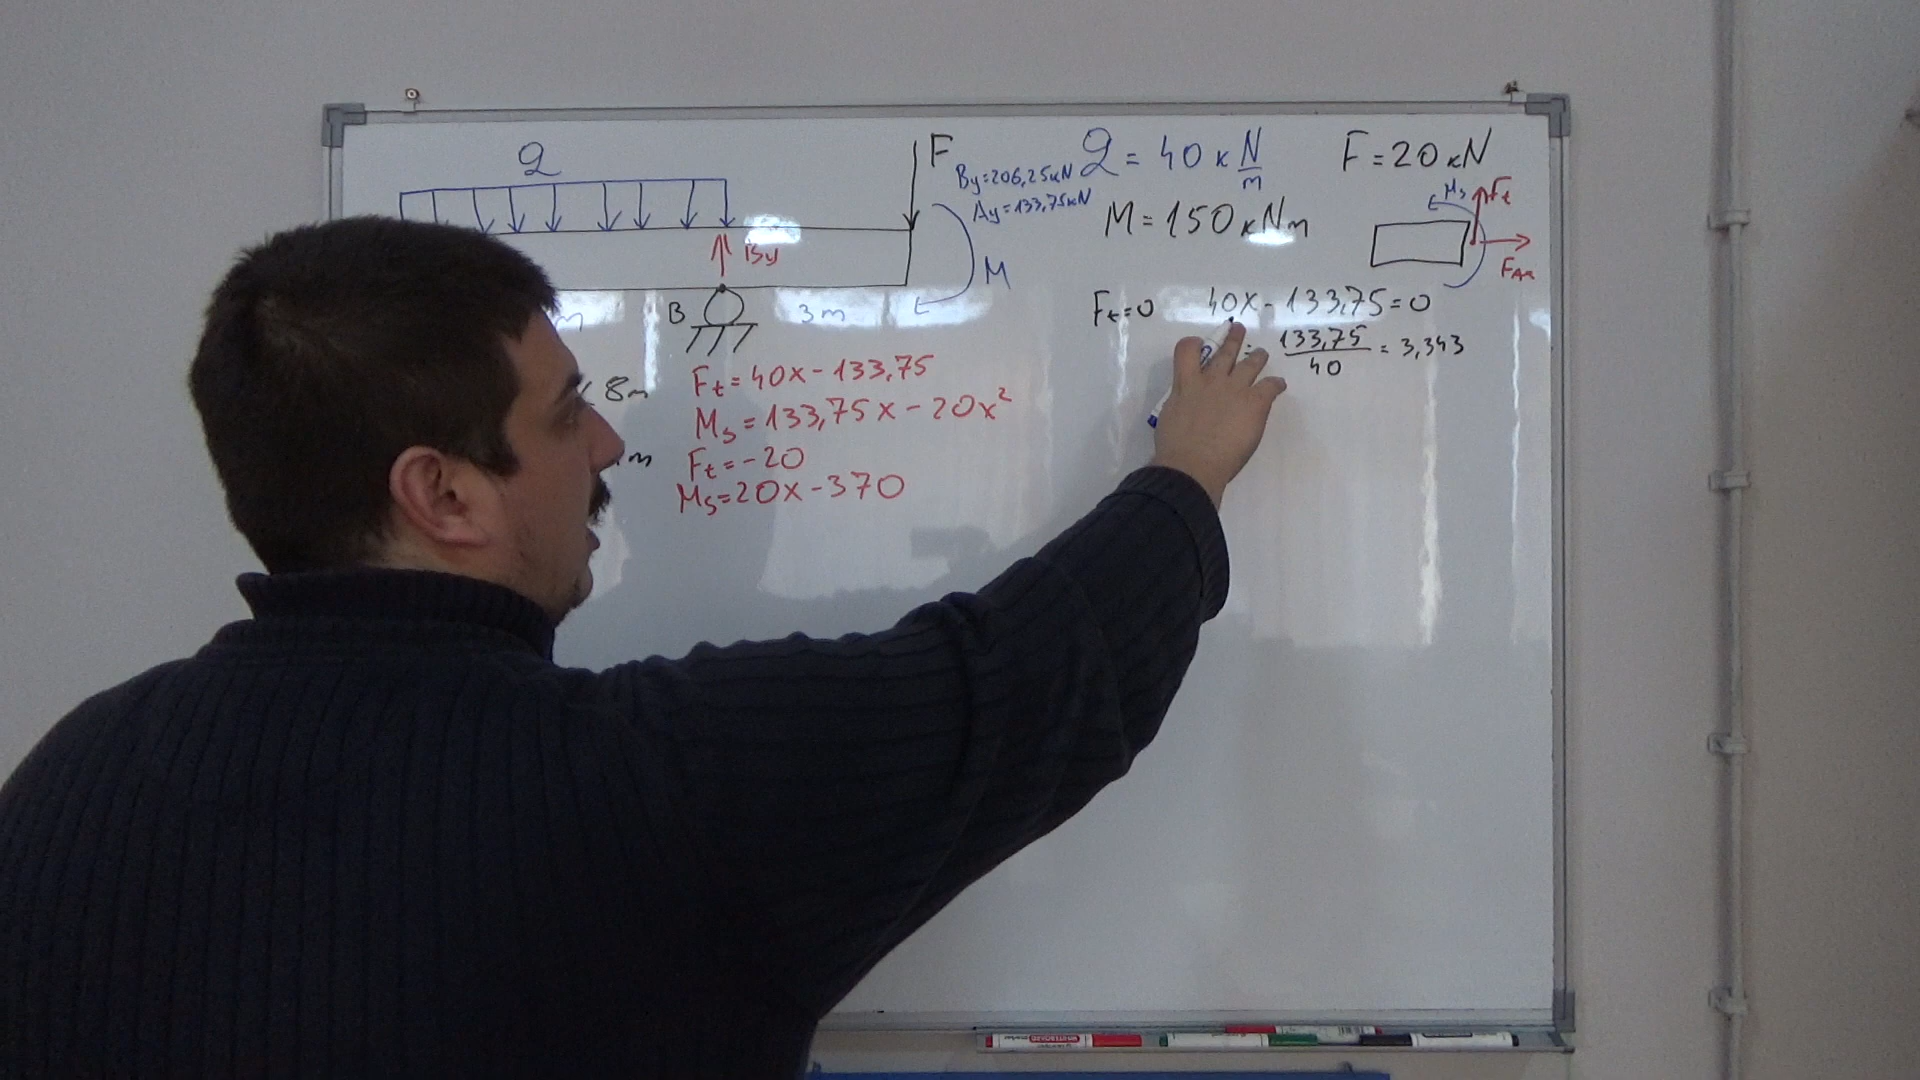 q
F
By=206,25kN
Ay=133,75kN
q = 40 k N/m
F = 20 kN
M = 150 kNm
Ms
Ft
FAx
By
M
B
3 m
m
Ft=0 40x - 133,75 = 0
= 133,75/40 = 3,343
8m
Ft = 40x - 133,75
Ms = 133,75x - 20x²
m
Ft = -20
Ms = 20x - 370